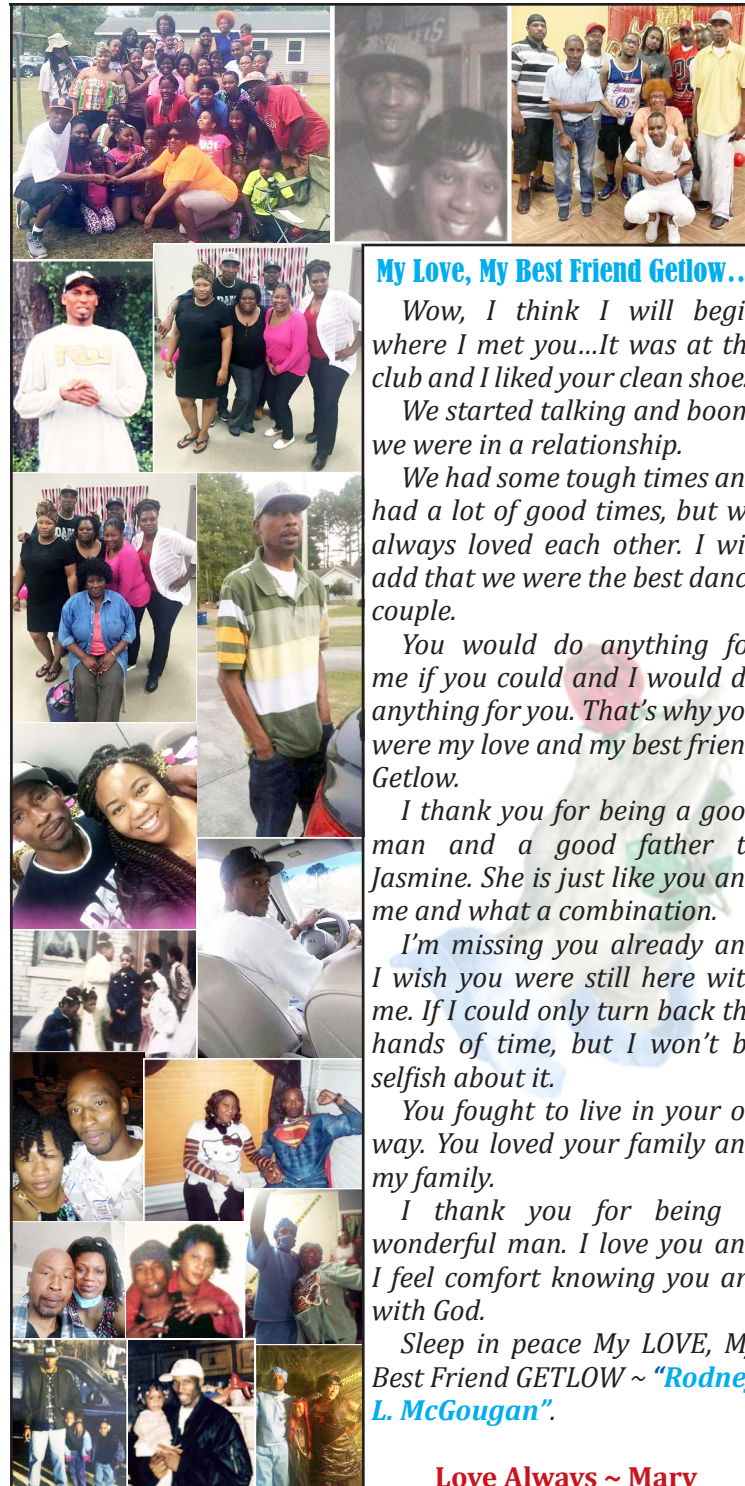 AVENGERS
23
My Love, My Best Friend Getlow..
Wow, I think I will begi
where I met you...It was at th
club and I liked your clean shoe
We started talking and boon
we were in a relationship.
We had some tough times an
had a lot of good times, but w
always loved each other. I wi
add that we were the best danc
couple.
You would do anything fo
me if you could and I would d
anything for you. That's why yo
were my love and my best frien
Getlow.
I thank you for being a goo
man and a good father t
Jasmine. She is just like you an
me and what a combination.
I'm missing you already an
I wish you were still here wit
me. If I could only turn back th
hands of time, but I won't b
selfish about it.
You fought to live in your o
way. You loved your family an
my family.
I thank you for being
wonderful man. I love you an
I feel comfort knowing you ar
with God.
Sleep in peace My LOVE, M
Best Friend GETLOW ~ "Rodney
L. McGougan".
Love Always ~ Mary